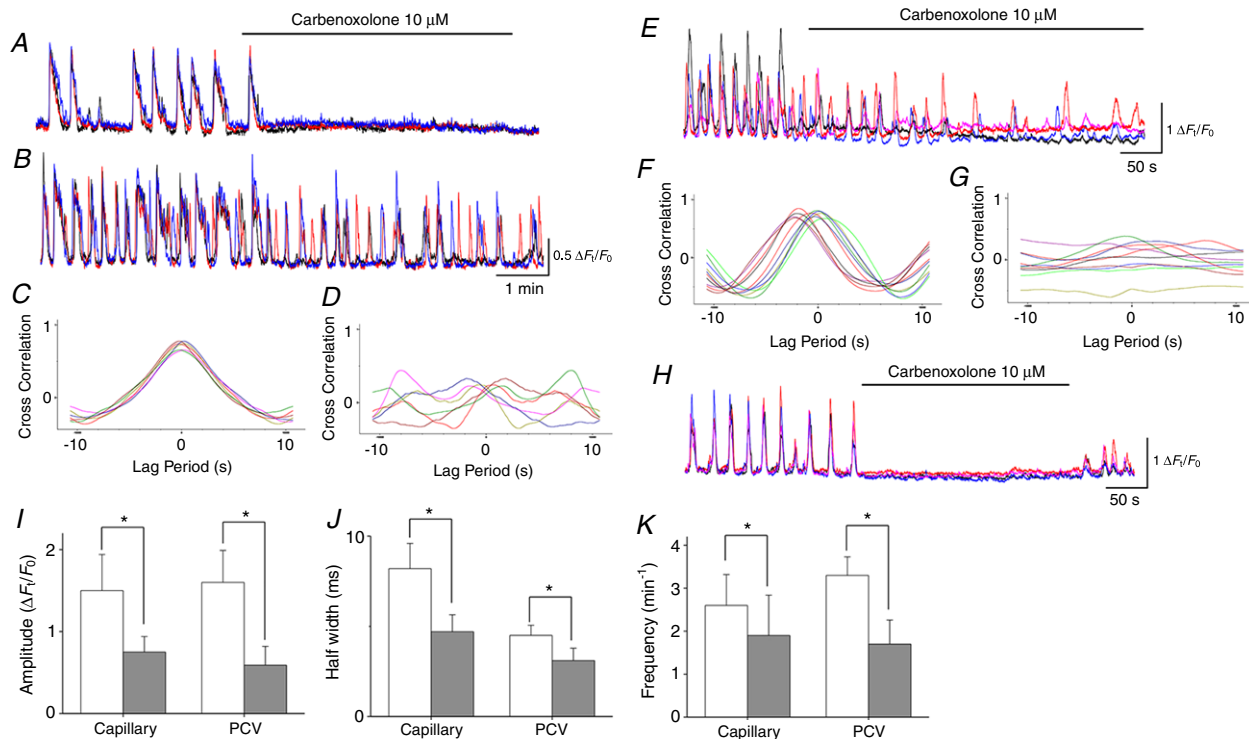 Carbenoxolone 10 μM
A
B
0.5 ΔFt/F0
1 min
C
Cross Correlation
1
0
-10
0
10
Lag Period (s)
D
Cross Correlation
1
0
-10
0
10
Lag Period (s)
E
Carbenoxolone 10 μM
1 ΔFt/F0
50 s
F
Cross Correlation
1
0
-10
0
10
Lag Period (s)
G
Cross Correlation
1
0
-10
0
10
Lag Period (s)
H
Carbenoxolone 10 μM
1 ΔFt/F0
50 s
I
Amplitude (ΔFt/F0)
2
1
0
*
*
Capillary
PCV
J
Half width (ms)
10
0
*
*
Capillary
PCV
K
Frequency (min-1)
4
3
2
1
0
*
*
Capillary
PCV